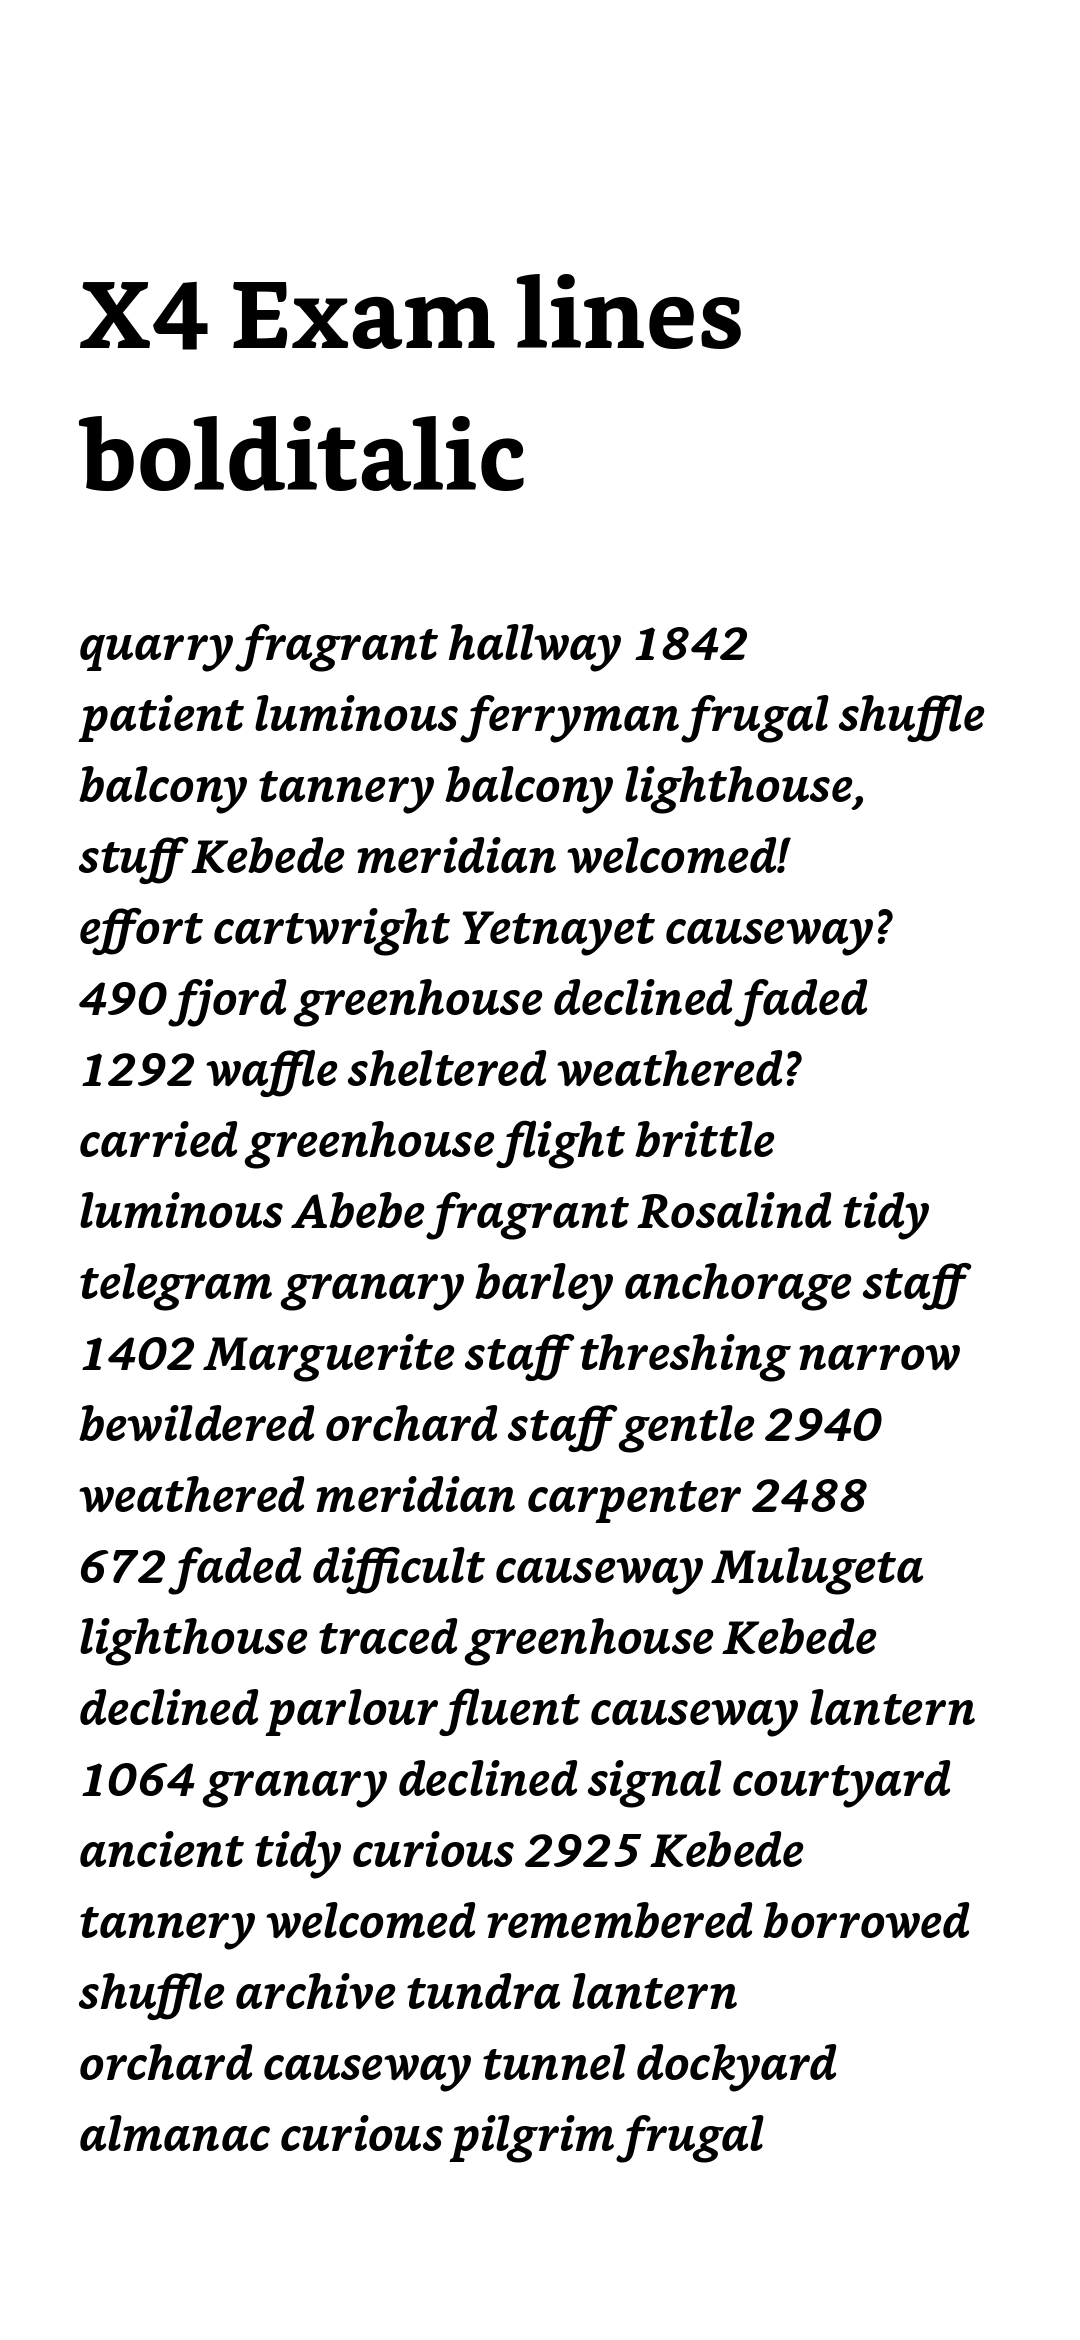 X4 Exam lines
bolditalic
quarry fragrant hallway 1842
patient luminous ferryman frugal shuffle
balcony tannery balcony lighthouse,
stuff Kebede meridian welcomed!
effort cartwright Yetnayet causeway?
490 fjord greenhouse declined faded
1292 waffle sheltered weathered?
carried greenhouse flight brittle
luminous Abebe fragrant Rosalind tidy
telegram granary barley anchorage staff
1402 Marguerite staff threshing narrow
bewildered orchard staff gentle 2940
weathered meridian carpenter 2488
672 faded difficult causeway Mulugeta
lighthouse traced greenhouse Kebede
declined parlour fluent causeway lantern
1064 granary declined signal courtyard
ancient tidy curious 2925 Kebede
tannery welcomed remembered borrowed
shuffle archive tundra lantern
orchard causeway tunnel dockyard
almanac curious pilgrim frugal